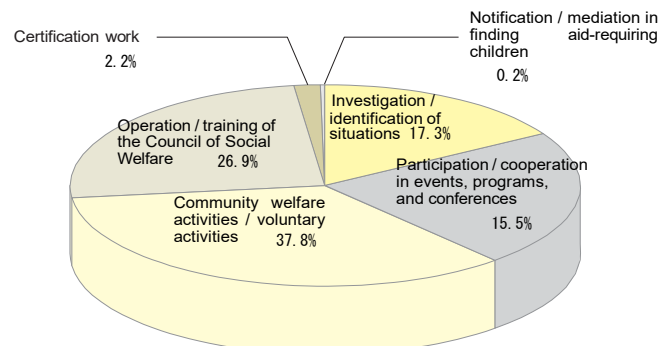 Notification / mediation in
finding aid-requiring
children
0.2%
Certification work
2.2%
Investigation /
identification of
situations 17.3%
Operation / training of
the Council of Social
Welfare 26.9%
Participation / cooperation
in events, programs,
and conferences
15.5%
Community welfare
activities / voluntary
activities 37.8%